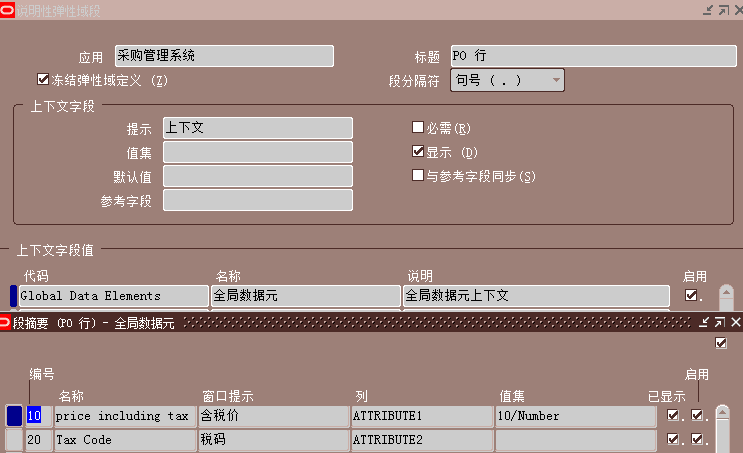 说明性弹性域段
应用 采购管理系统 标题 PO 行
冻结弹性域定义 (Z) 段分隔符 句号 ( . )
上下文字段
提示 上下文 必需(R)
值集 显示 (D)
默认值 与参考字段同步(S)
参考字段
上下文字段值
代码 名称 说明 启用
Global Data Elements 全局数据元 全局数据元上下文
段摘要 (PO 行) - 全局数据元
编号 启用
名称 窗口提示 列 值集 已显示
10 price including tax 含税价 ATTRIBUTE1 10/Number
20 Tax Code 税码 ATTRIBUTE2